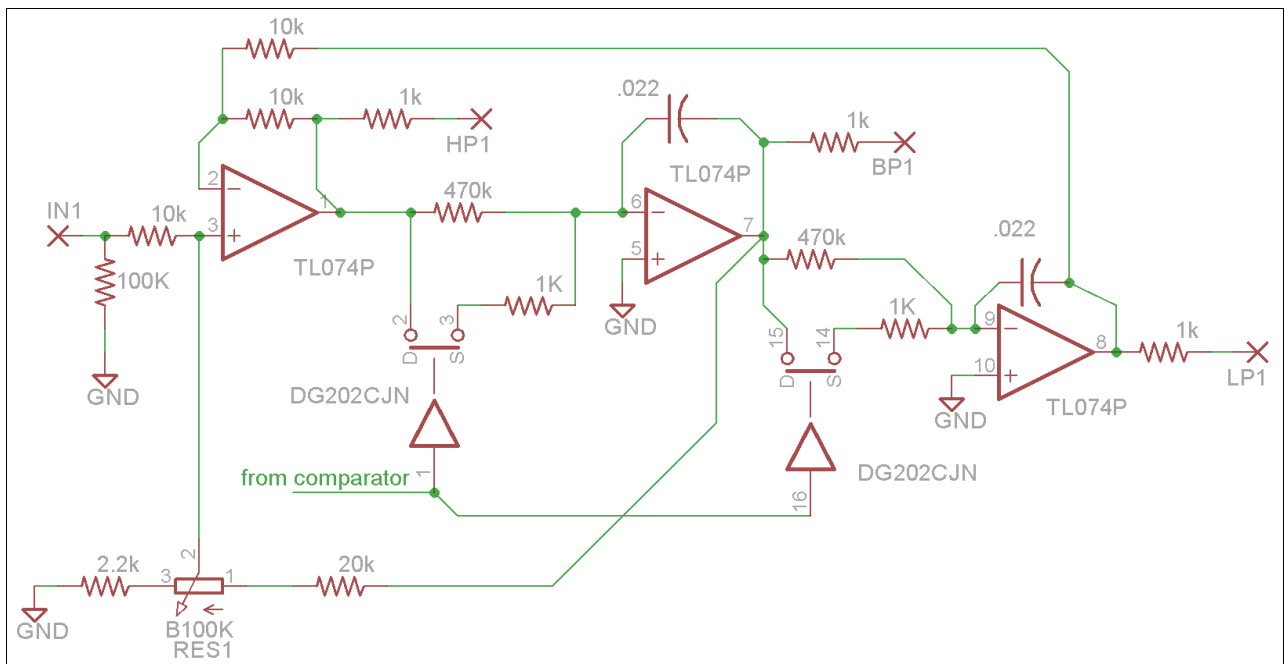 10k
10k
1k
HP1
.022
1k
BP1
TL074P
2
3
1
TL074P
IN1
10k
100K
GND
470k
1K
2
3
D
S
DG202CJN
1
from comparator
6
5
7
GND
470k
.022
1K
15
14
D
S
DG202CJN
16
9
10
8
GND
TL074P
1k
LP1
2.2k
GND
3
2
1
B100K
RES1
20k